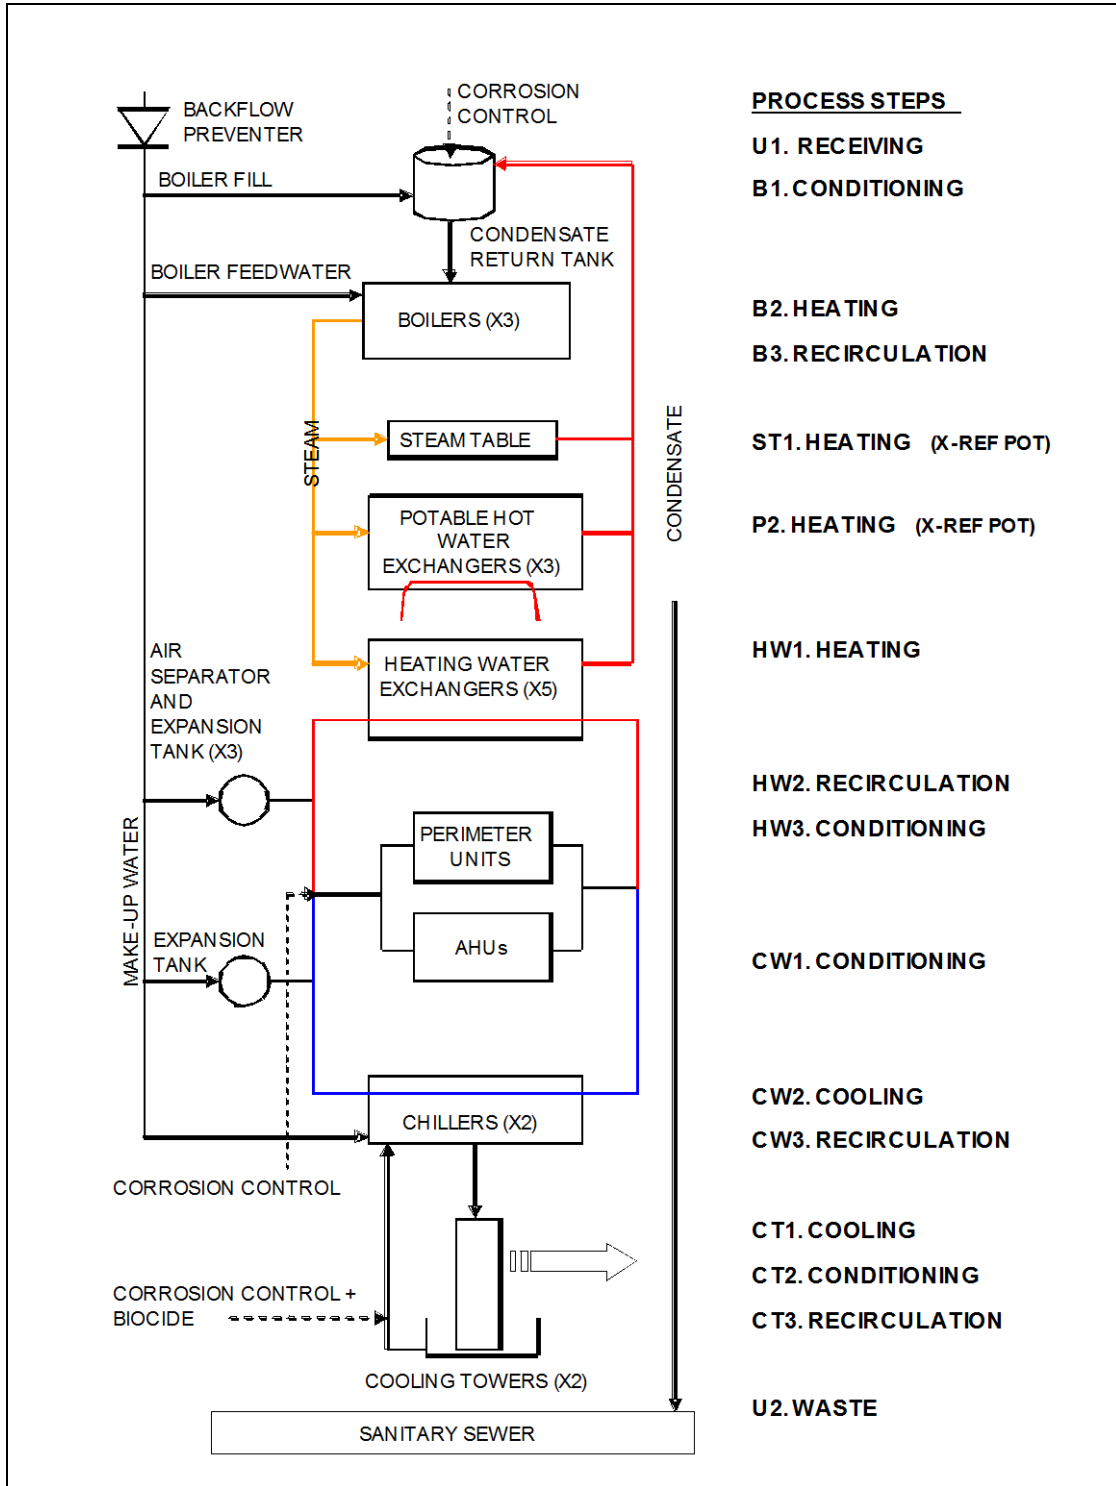 CORROSION
CONTROL
BACKFLOW
PREVENTER
BOILER FILL
CONDENSATE
RETURN TANK
BOILER FEEDWATER
BOILERS (X3)
STEAM
STEAM TABLE
POTABLE HOT
WATER
EXCHANGERS (X3)
CONDENSATE
HEATING WATER
EXCHANGERS (X5)
AIR
SEPARATOR
AND
EXPANSION
TANK (X3)
MAKE-UP WATER
PERIMETER
UNITS
AHUs
EXPANSION
TANK
CHILLERS (X2)
CORROSION CONTROL
CORROSION CONTROL +
BIOCIDE
COOLING TOWERS (X2)
SANITARY SEWER
PROCESS STEPS
U1. RECEIVING
B1. CONDITIONING
B2. HEATING
B3. RECIRCULATION
ST1. HEATING (X-REF POT)
P2. HEATING (X-REF POT)
HW1. HEATING
HW2. RECIRCULATION
HW3. CONDITIONING
CW1. CONDITIONING
CW2. COOLING
CW3. RECIRCULATION
CT1. COOLING
CT2. CONDITIONING
CT3. RECIRCULATION
U2. WASTE